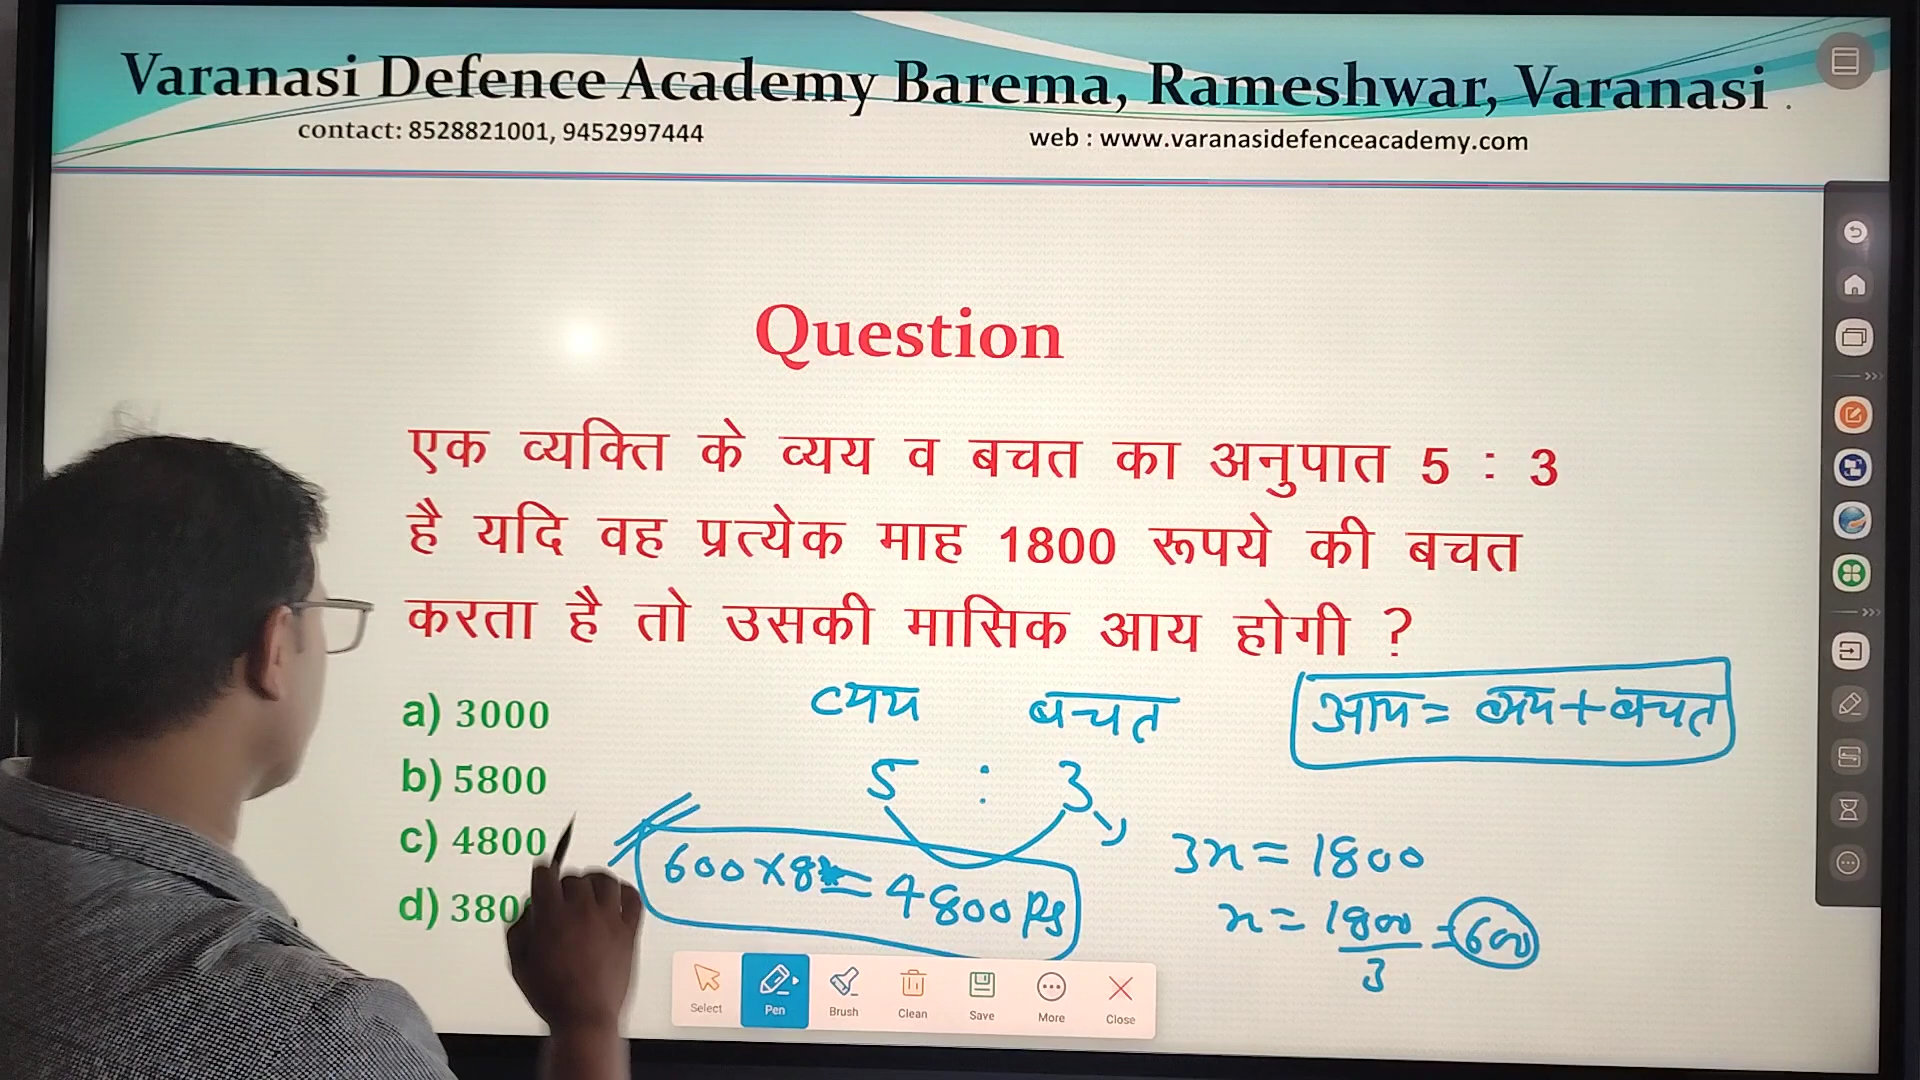 Varanasi Defence Academy Barema, Rameshwar, Varanasi .
contact: 8528821001, 9452997444
web : www.varanasidefenceacademy.com
Question
एक व्यक्ति के व्यय व बचत का अनुपात 5 : 3
है यदि वह प्रत्येक माह 1800 रूपये की बचत
करता है तो उसकी मासिक आय होगी ?
a) 3000
b) 5800
c) 4800
d) 380
व्यय बचत
5 : 3
आय = व्यय + बचत
600 × 8 = 4800 Rs
3x = 1800
x = 1800/3 = 600
Select
Pen
Brush
Clean
Save
More
Close